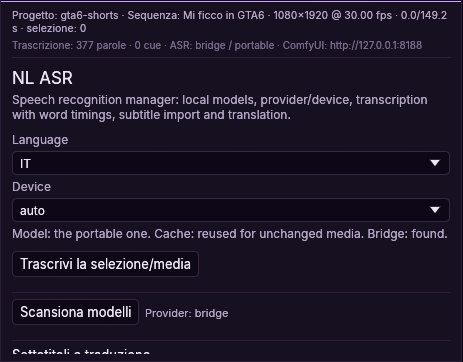 Progetto: gta6-shorts · Sequenza: Mi ficco in GTA6 · 1080×1920 @ 30.00 fps · 0.0/149.2
s · selezione: 0
Trascrizione: 377 parole · 0 cue · ASR: bridge / portable · ComfyUI: http://127.0.0.1:8188
NL ASR
Speech recognition manager: local models, provider/device, transcription
with word timings, subtitle import and translation.
Language
IT
Device
auto
Model: the portable one. Cache: reused for unchanged media. Bridge: found.
Trascrivi la selezione/media
Scansiona modelli Provider: bridge
Sottotitoli e traduzione